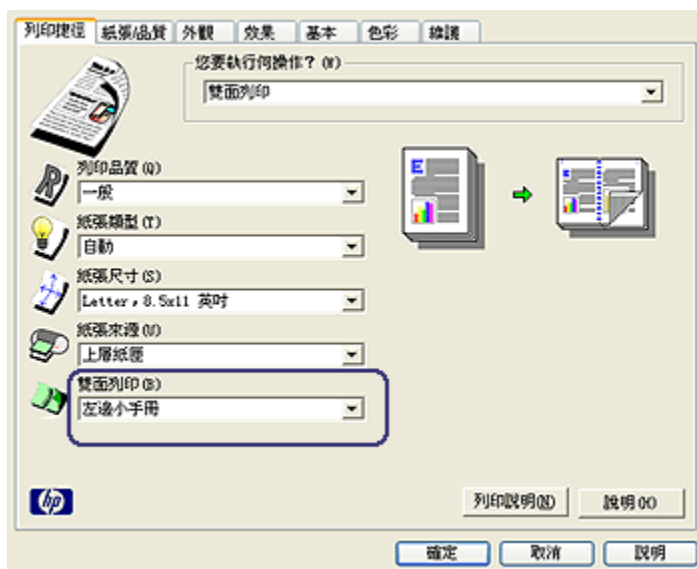 列印捷徑 紙張/品質 外觀 效果 基本 色彩 維護
您要執行何操作? (W)
雙面列印
列印品質 (Q)
一般
紙張類型 (T)
自動
紙張尺寸 (S)
Letter，8.5x11 英吋
紙張來源 (U)
上層紙匣
雙面列印 (B)
左邊小手冊
hp
列印說明(N) 說明(K)
確定 取消 説明